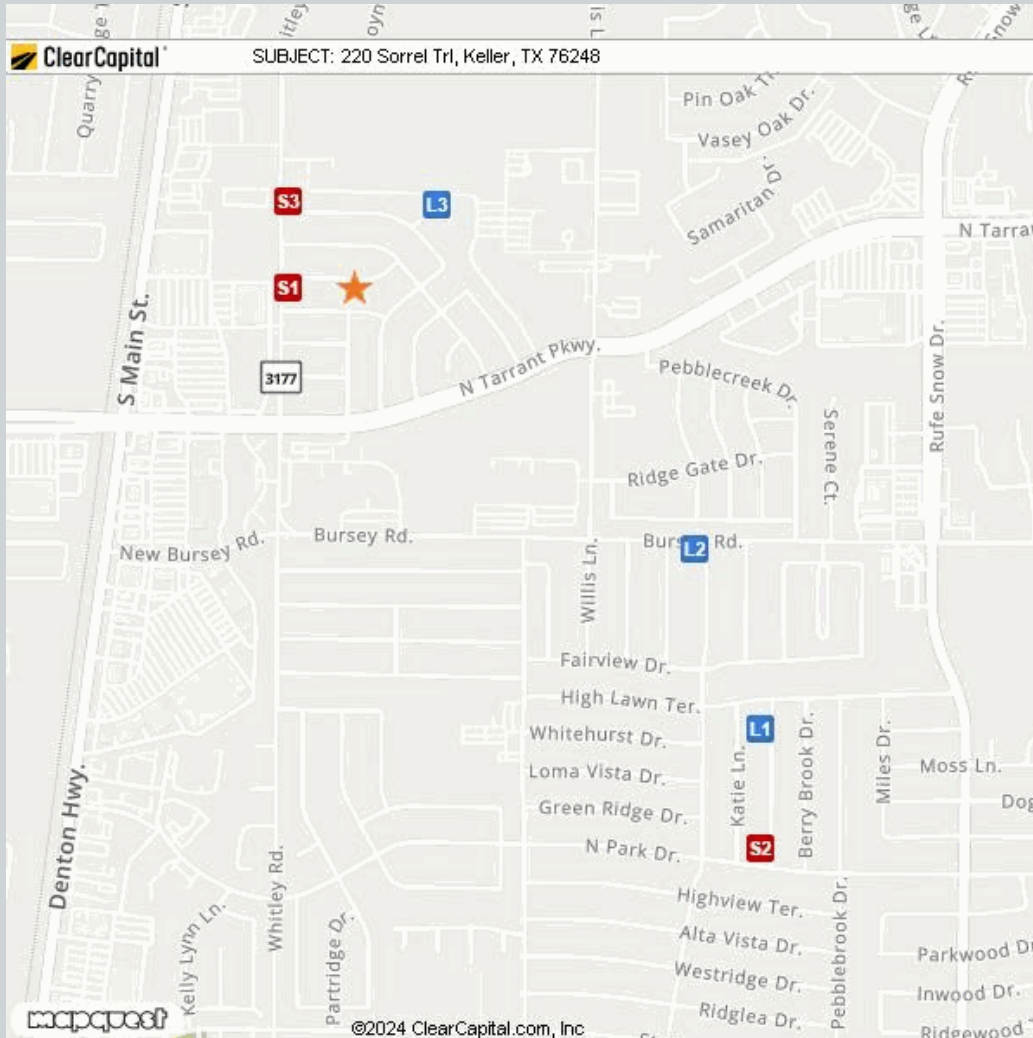 ClearCapital
SUBJECT: 220 Sorrel Trl, Keller, TX 76248
Quarry
Pin Oak
Vasey Oak Dr.
Samaritan Dr.
S3
L3
N Tarra
S1
S Main St.
3177
N Tarrant Pkwy.
Pebblecreek Dr.
Rufe Snow Dr.
Serene Ct.
Ridge Gate Dr.
New Bursey Rd.
Bursey Rd.
L2
Rd.
Willis Ln.
Fairview Dr.
High Lawn Ter.
L1
Whitehurst Dr.
Katie Ln.
Berry Brook Dr.
Miles Dr.
Moss Ln.
Loma Vista Dr.
Green Ridge Dr.
Denton Hwy.
S2
N Park Dr.
Whitley Rd.
Kelly Lynn Ln.
Partridge Dr.
Highview Ter.
Pebblebrook Dr.
Alta Vista Dr.
Parkwood Dr
Westridge Dr.
Inwood Dr.
Ridglea Dr.
Ridgewood
mapquest
©2024 ClearCapital.com, Inc